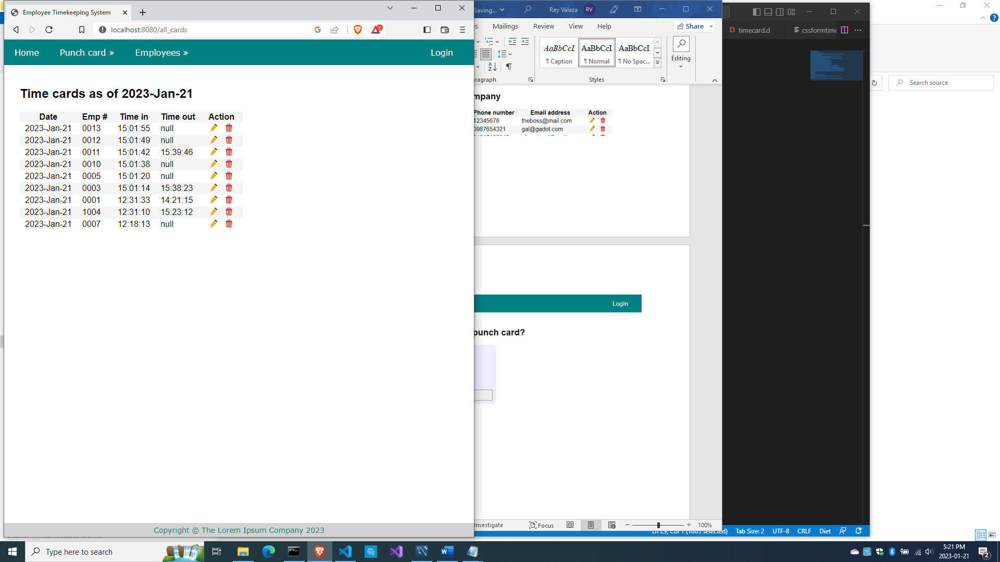 Employee Timekeeping System
localhost:8080/all_cards
1
Home Punch card » Employees » Login
Time cards as of 2023-Jan-21
Date Emp # Time in Time out Action
2023-Jan-21 0013 15:01:55 null
2023-Jan-21 0012 15:01:49 null
2023-Jan-21 0011 15:01:42 15:39:46
2023-Jan-21 0010 15:01:38 null
2023-Jan-21 0005 15:01:20 null
2023-Jan-21 0003 15:01:14 15:38:23
2023-Jan-21 0001 12:31:33 14:21:15
2023-Jan-21 1004 12:31:10 15:23:12
2023-Jan-21 0007 12:18:13 null
Copyright © The Lorem Ipsum Company 2023
Saving... Rey Valeza RV
es Mailings Review View Help Share
AaBbCcI AaBbCcI AaBbCcI
¶ Caption ¶ Normal ¶ No Spac...
Editing
aragraph Styles
mpany
Phone number Email address Action
12345678 theboss@mail.com
0987654321 gal@gadot.com
Login
punch card?
Investigate Focus 100%
timecard.d cssformtime
Search source
Tab Size: 2 UTF-8 CRLF Diet
Type here to search
5:21 PM
2023-01-21
2